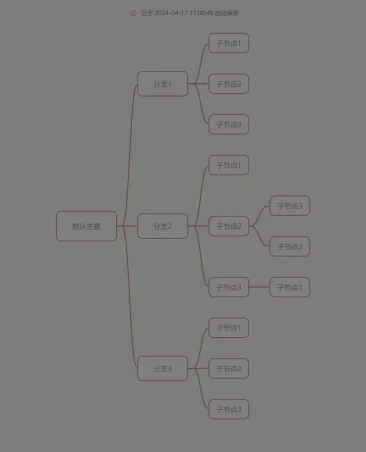 已于 2024-04-17 17:00:49 自动保存
子节点1
分支1
子节点2
子节点3
子节点1
子节点3
默认主题
分支2
子节点2
子节点3
子节点3
子节点1
子节点1
分支3
子节点2
子节点3